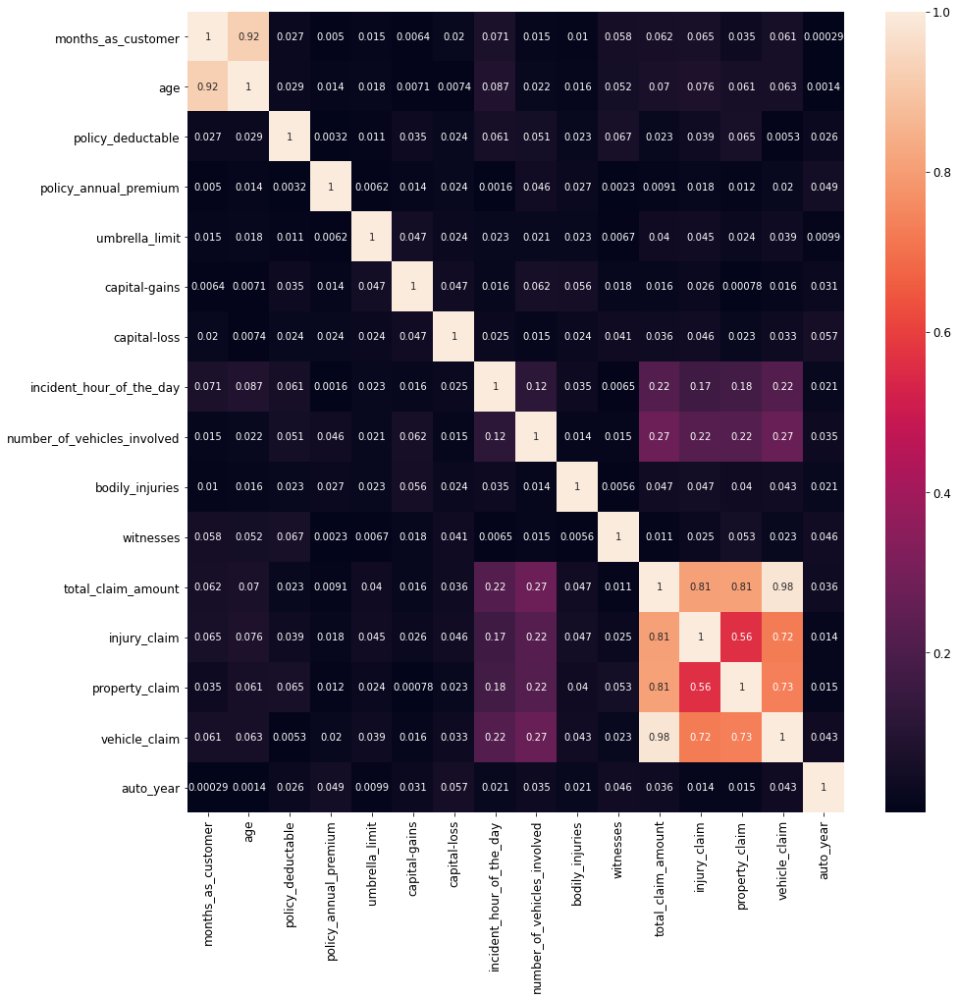 months_as_customer 1 0.92 0.027 0.005 0.015 0.0064 0.02 0.071 0.015 0.01 0.058 0.062 0.065 0.035 0.061 0.00029
age 0.92 1 0.029 0.014 0.018 0.0071 0.0074 0.087 0.022 0.016 0.052 0.07 0.076 0.061 0.063 0.0014
policy_deductable 0.027 0.029 1 0.0032 0.011 0.035 0.024 0.061 0.051 0.023 0.067 0.023 0.039 0.065 0.0053 0.026
policy_annual_premium 0.005 0.014 0.0032 1 0.0062 0.014 0.024 0.0016 0.046 0.027 0.0023 0.0091 0.018 0.012 0.02 0.049
umbrella_limit 0.015 0.018 0.011 0.0062 1 0.047 0.024 0.023 0.021 0.023 0.0067 0.04 0.045 0.024 0.039 0.0099
capital-gains 0.0064 0.0071 0.035 0.014 0.047 1 0.047 0.016 0.062 0.056 0.018 0.016 0.026 0.00078 0.016 0.031
capital-loss 0.02 0.0074 0.024 0.024 0.024 0.047 1 0.025 0.015 0.024 0.041 0.036 0.046 0.023 0.033 0.057
incident_hour_of_the_day 0.071 0.087 0.061 0.0016 0.023 0.016 0.025 1 0.12 0.035 0.0065 0.22 0.17 0.18 0.22 0.021
number_of_vehicles_involved 0.015 0.022 0.051 0.046 0.021 0.062 0.015 0.12 1 0.014 0.015 0.27 0.22 0.22 0.27 0.035
bodily_injuries 0.01 0.016 0.023 0.027 0.023 0.056 0.024 0.035 0.014 1 0.0056 0.047 0.047 0.04 0.043 0.021
witnesses 0.058 0.052 0.067 0.0023 0.0067 0.018 0.041 0.0065 0.015 0.0056 1 0.011 0.025 0.053 0.023 0.046
total_claim_amount 0.062 0.07 0.023 0.0091 0.04 0.016 0.036 0.22 0.27 0.047 0.011 1 0.81 0.81 0.98 0.036
injury_claim 0.065 0.076 0.039 0.018 0.045 0.026 0.046 0.17 0.22 0.047 0.025 0.81 1 0.56 0.72 0.014
property_claim 0.035 0.061 0.065 0.012 0.024 0.00078 0.023 0.18 0.22 0.04 0.053 0.81 0.56 1 0.73 0.015
vehicle_claim 0.061 0.063 0.0053 0.02 0.039 0.016 0.033 0.22 0.27 0.043 0.023 0.98 0.72 0.73 1 0.043
auto_year 0.00029 0.0014 0.026 0.049 0.0099 0.031 0.057 0.021 0.035 0.021 0.046 0.036 0.014 0.015 0.043 1
months_as_customer
age
policy_deductable
policy_annual_premium
umbrella_limit
capital-gains
capital-loss
incident_hour_of_the_day
number_of_vehicles_involved
bodily_injuries
witnesses
total_claim_amount
injury_claim
property_claim
vehicle_claim
auto_year
1.0
0.8
0.6
0.4
0.2